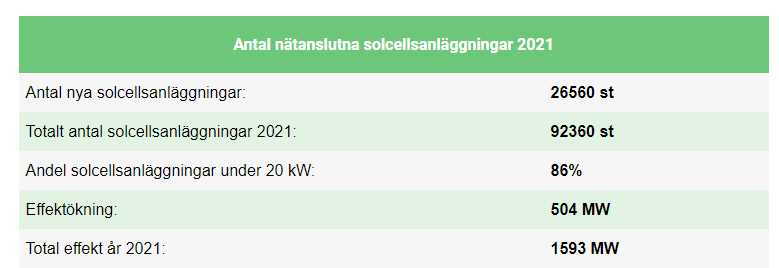 Antal nätanslutna solcellsanläggningar 2021
Antal nya solcellsanläggningar: 26560 st
Totalt antal solcellsanläggningar 2021: 92360 st
Andel solcellsanläggningar under 20 kW: 86%
Effektökning: 504 MW
Total effekt år 2021: 1593 MW